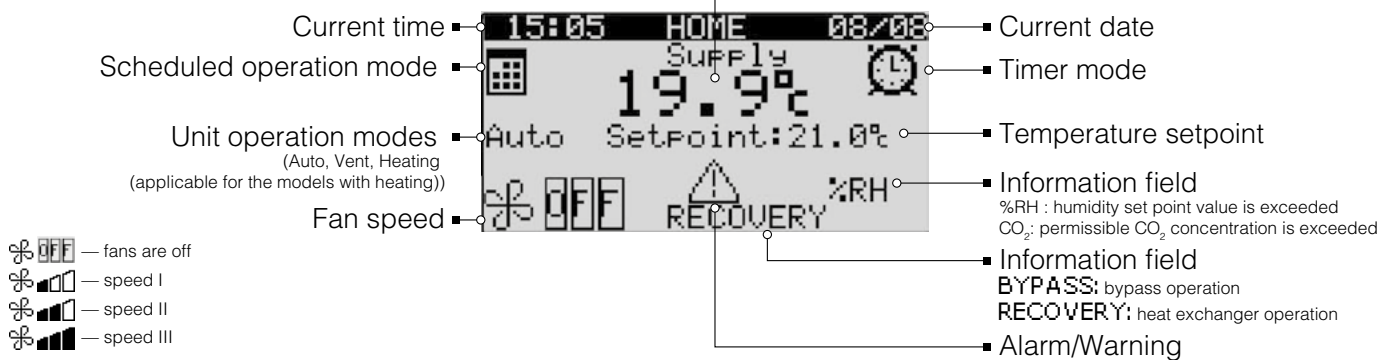 Current time
Scheduled operation mode
Unit operation modes
(Auto, Vent, Heating
(applicable for the models with heating))
Fan speed
OFF — fans are off
— speed I
— speed II
— speed III
15:05 HOME 08/08
Supply
19.9°c
Auto Setpoint:21.0°c
OFF RECOVERY %RH
Current date
Timer mode
Temperature setpoint
Information field
%RH : humidity set point value is exceeded
CO₂: permissible CO₂ concentration is exceeded
Information field
BYPASS: bypass operation
RECOVERY: heat exchanger operation
Alarm/Warning